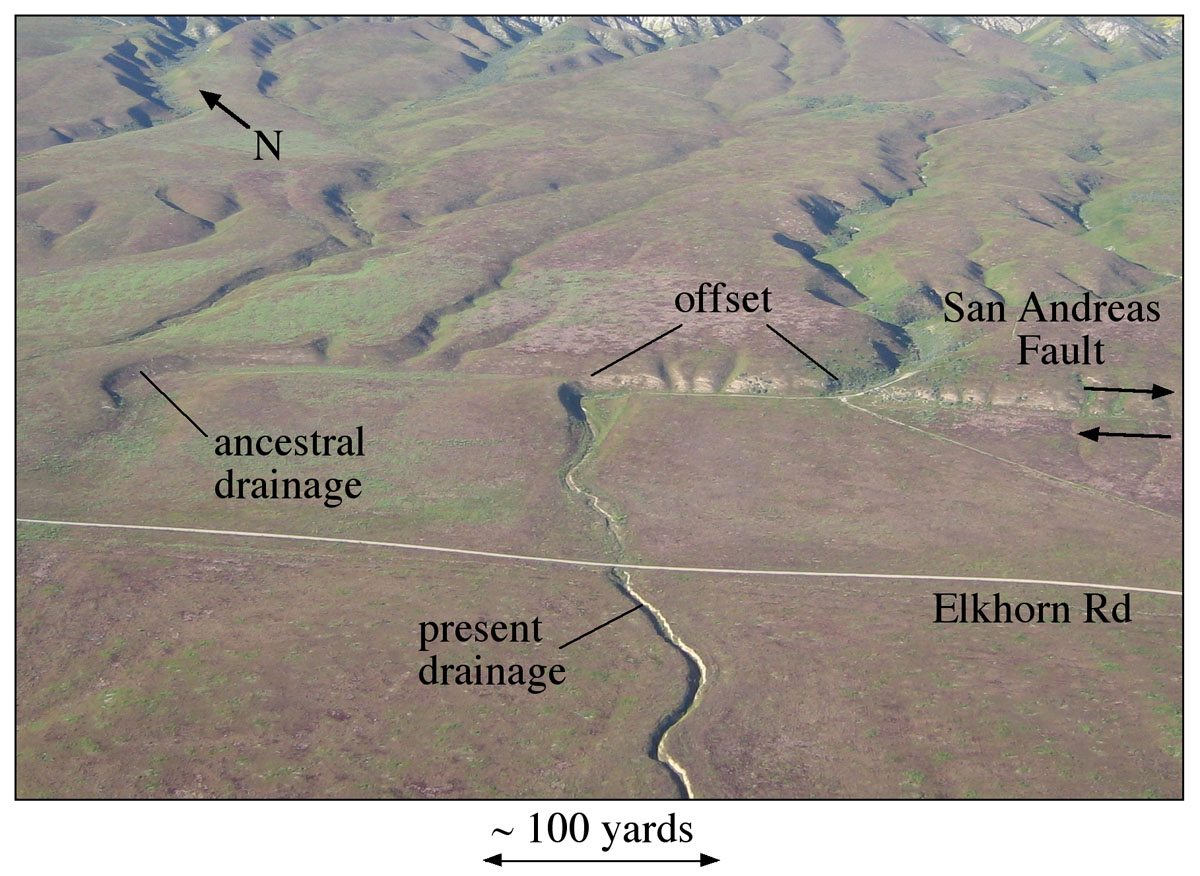 N
offset
San Andreas
Fault
ancestral
drainage
Elkhorn Rd
present
drainage
~ 100 yards